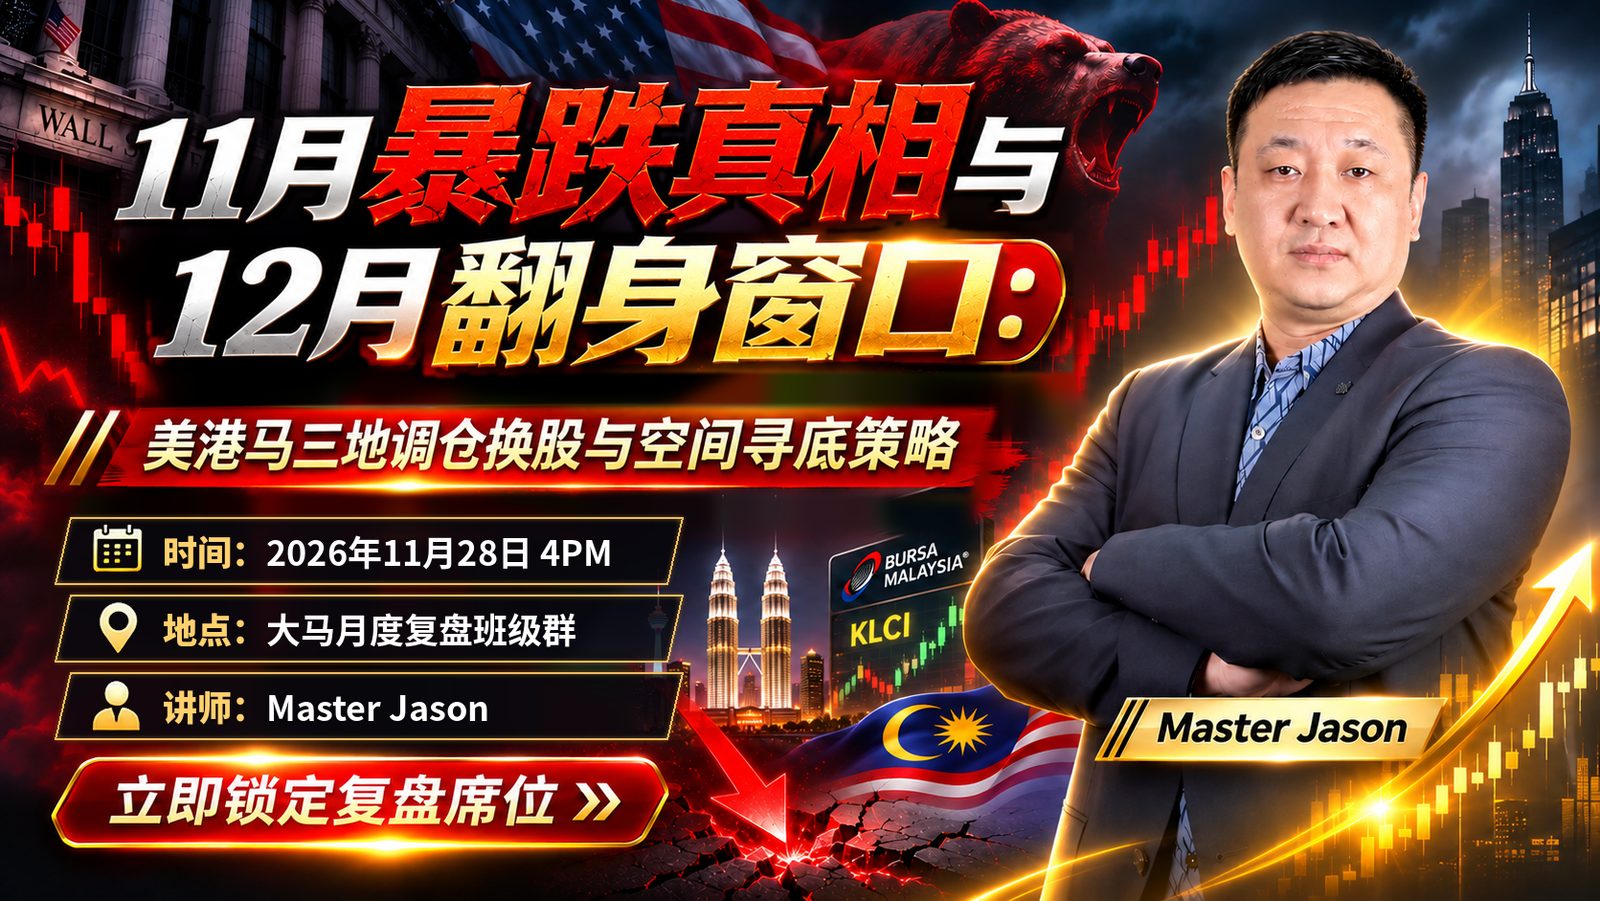 WALL S
11月暴跌真相与
12月翻身窗口:
美港马三地调仓换股与空间寻底策略
时间：2026年11月28日 4PM
地点：大马月度复盘班级群
讲师：Master Jason
立即锁定复盘席位
BURSA
MALAYSIA®
KLCI
Master Jason